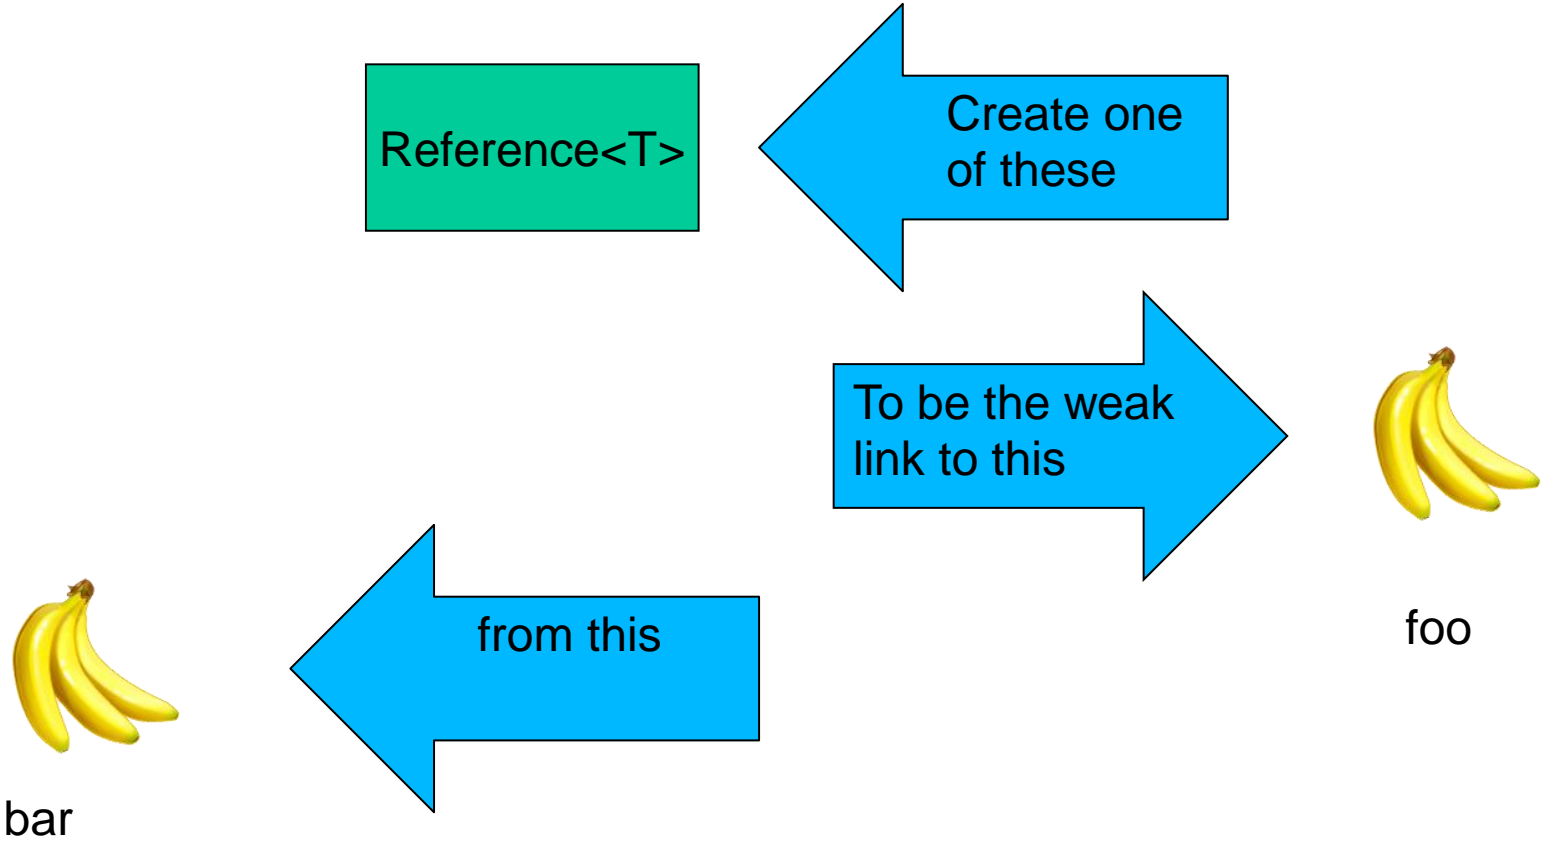 Reference<T>
Create one
of these
To be the weak
link to this
foo
from this
bar